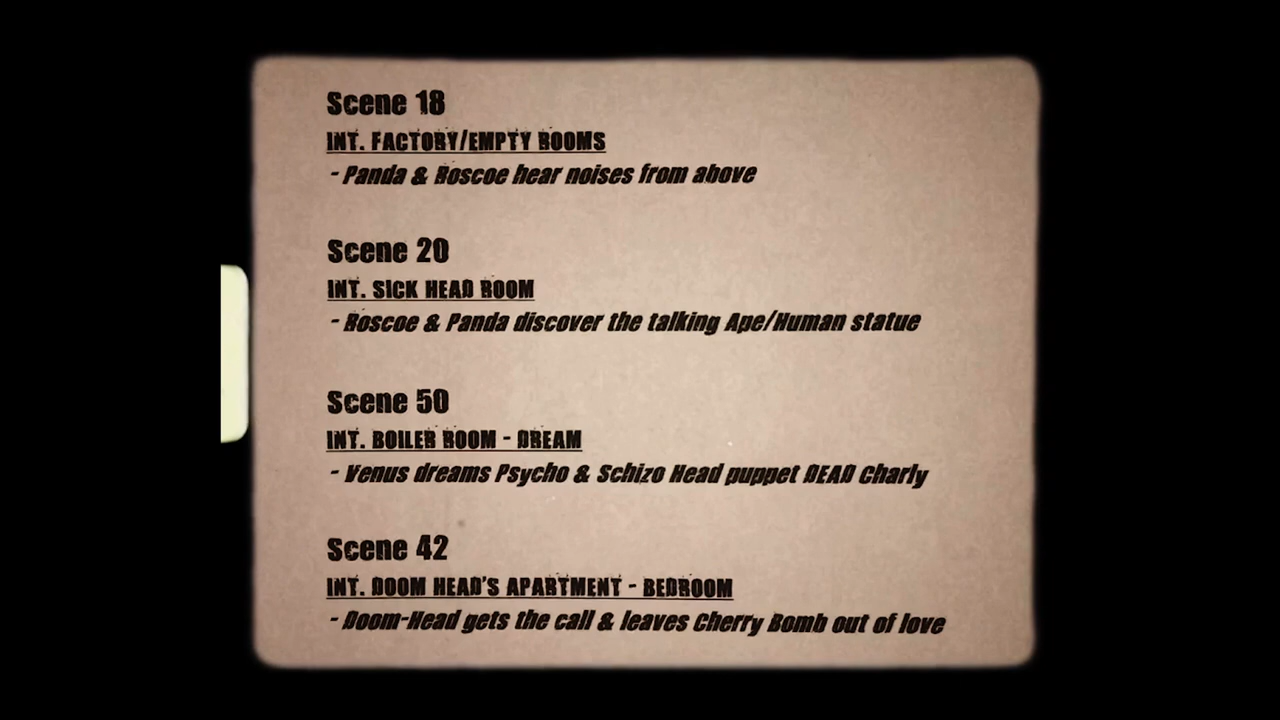 Scene 18
INT. FACTORY/EMPTY ROOMS
- Panda & Roscoe hear noises from above
Scene 20
INT. SICK HEAD ROOM
- Roscoe & Panda discover the talking Ape/Human statue
Scene 50
INT. BOILER ROOM - DREAM
- Venus dreams Psycho & Schizo Head puppet DEAD Charly
Scene 42
INT. DOOM HEAD'S APARTMENT - BEDROOM
- Doom-Head gets the call & leaves Cherry Bomb out of love